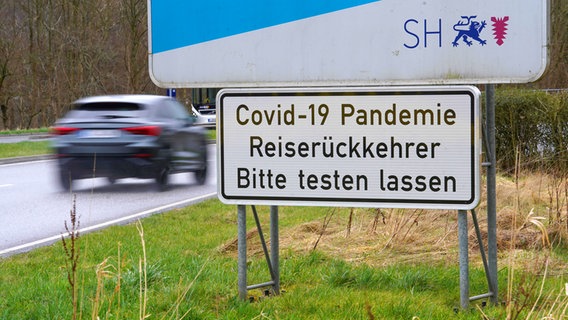 SH
Covid-19 Pandemie
Reiserückkehrer
Bitte testen lassen